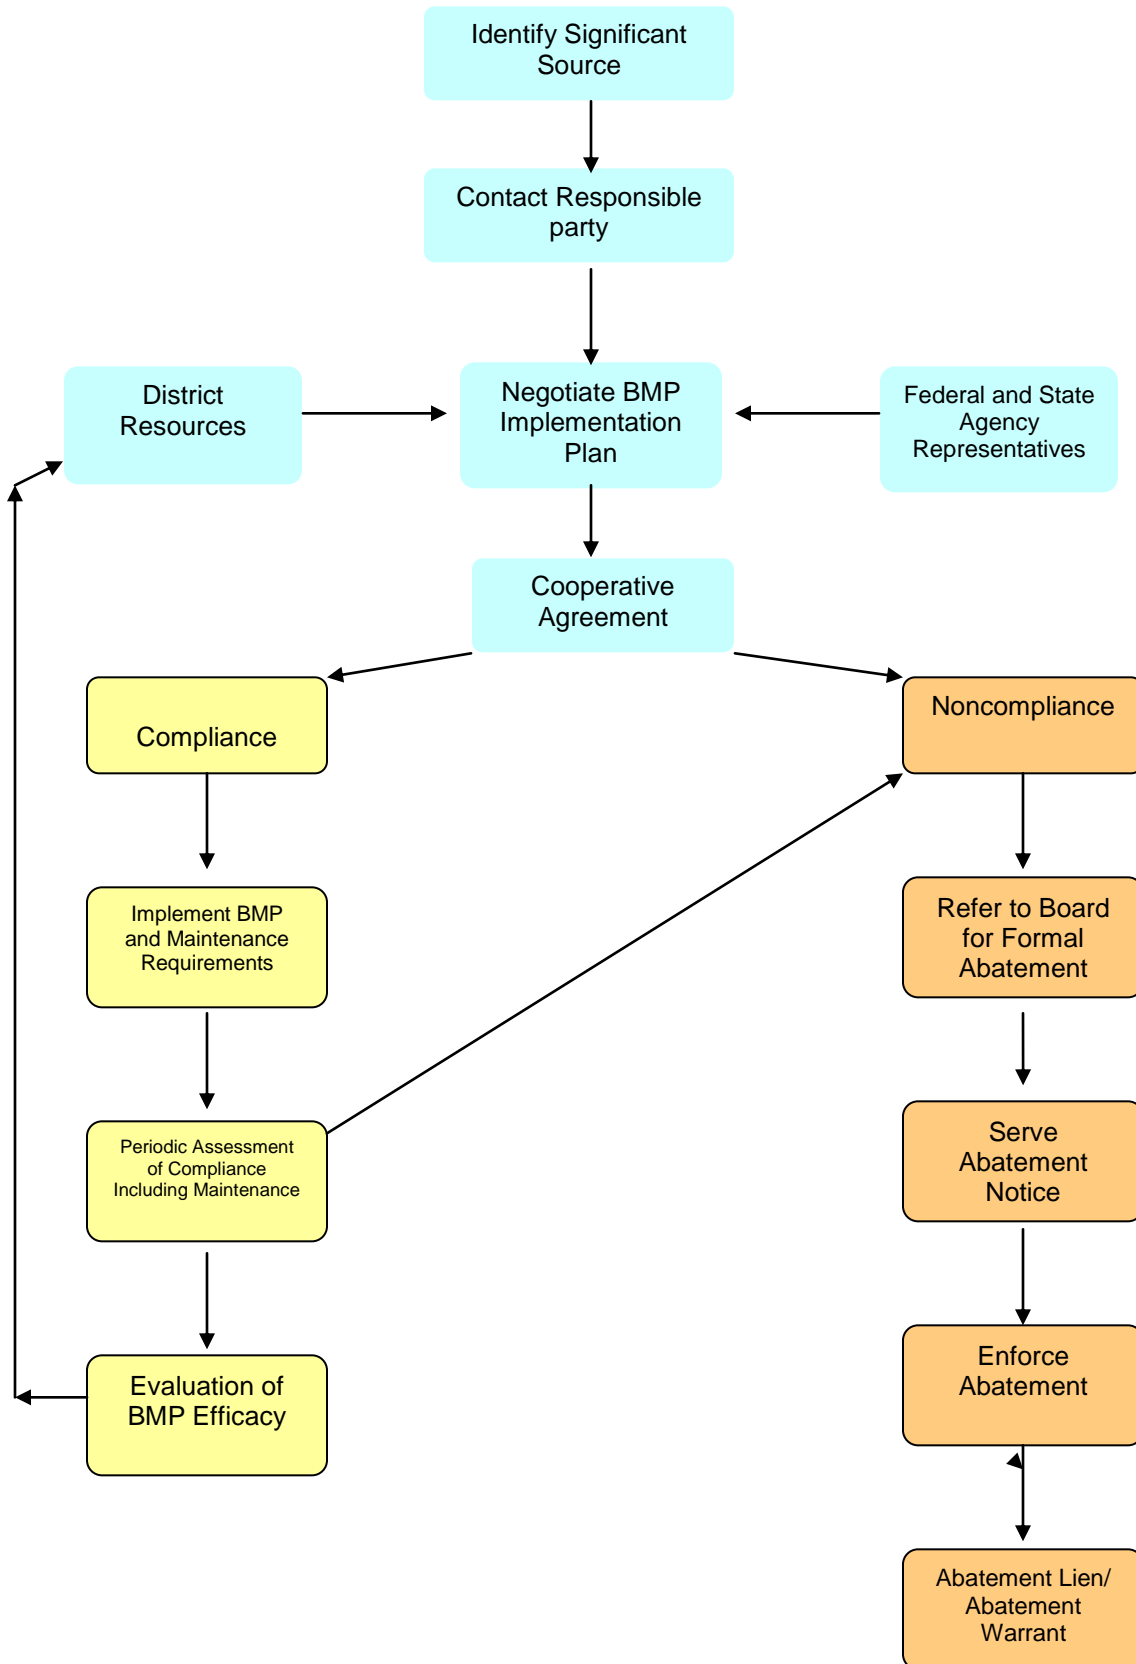 Identify Significant
Source
Contact Responsible
party
District
Resources
Negotiate BMP
Implementation
Plan
Federal and State
Agency
Representatives
Cooperative
Agreement
Compliance
Noncompliance
Implement BMP
and Maintenance
Requirements
Refer to Board
for Formal
Abatement
Periodic Assessment
of Compliance
Including Maintenance
Serve
Abatement
Notice
Evaluation of
BMP Efficacy
Enforce
Abatement
Abatement Lien/
Abatement
Warrant